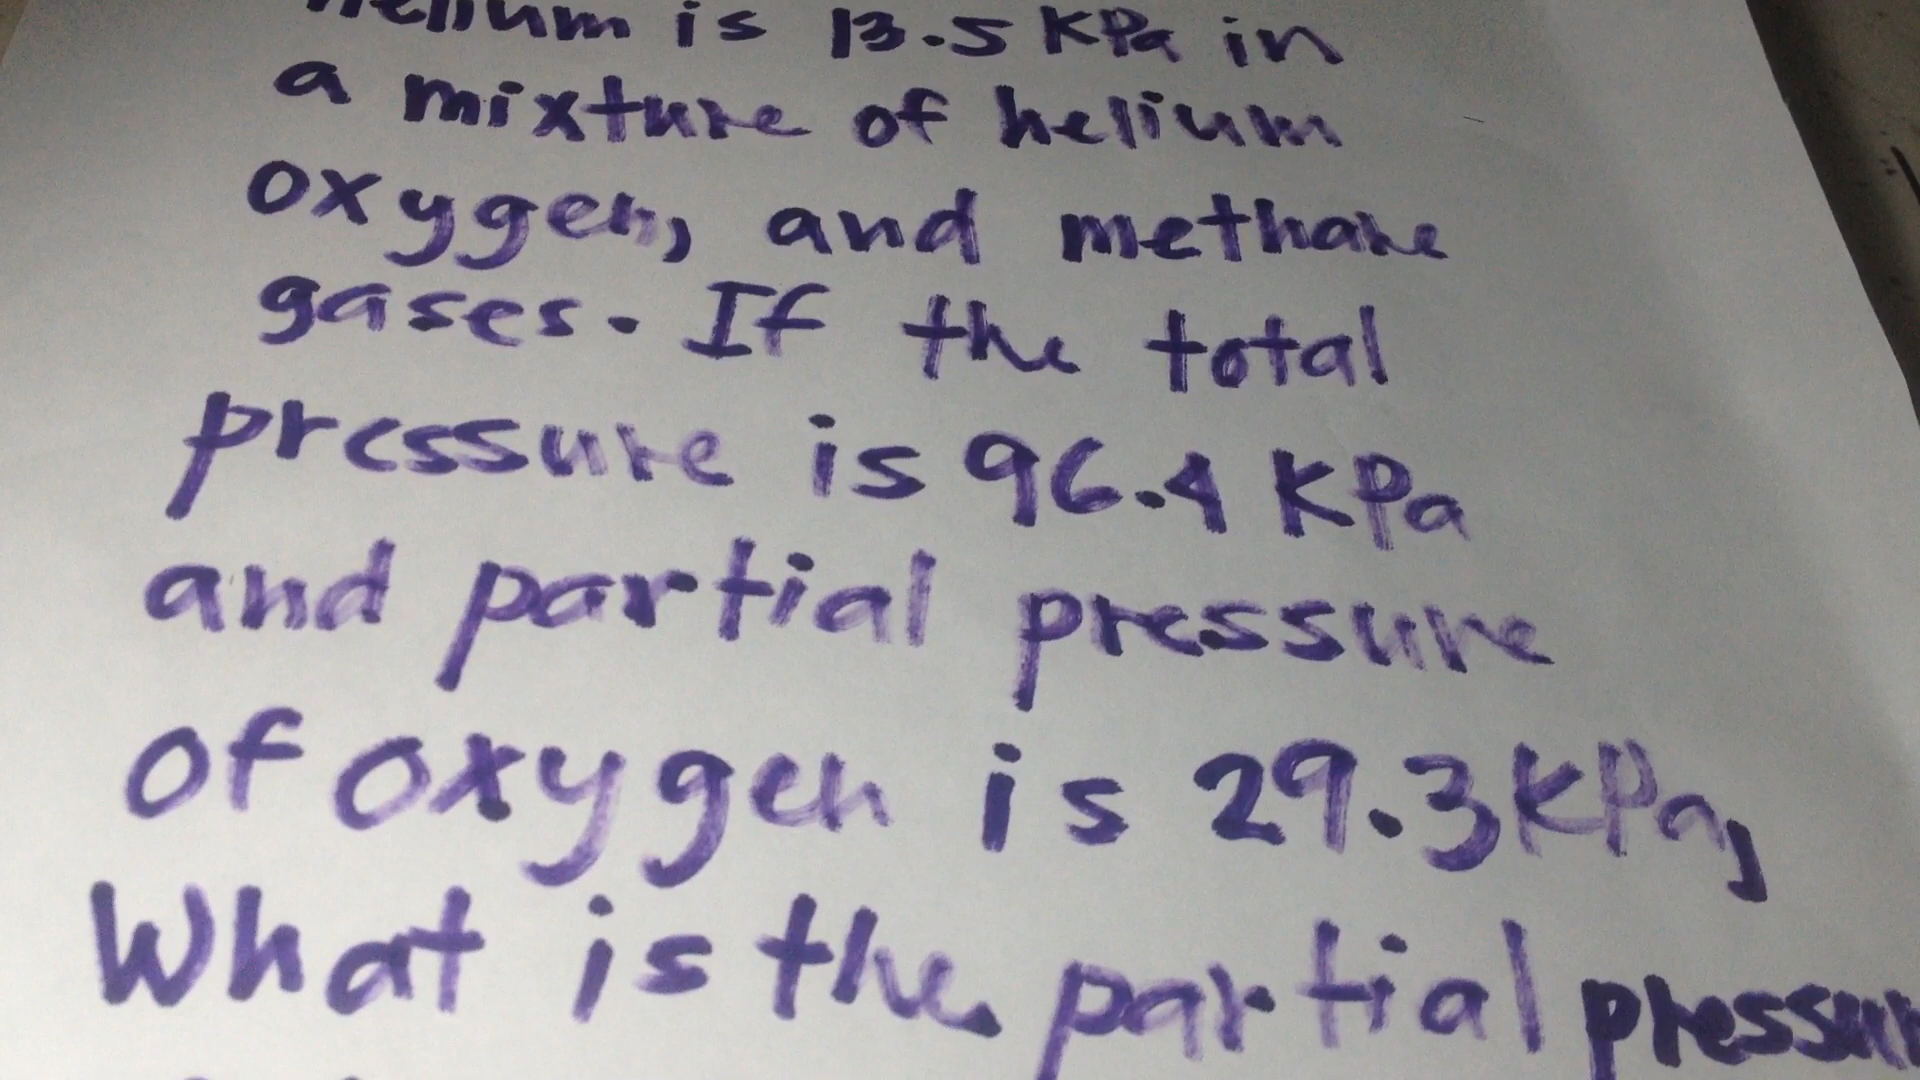 helium is 13.5 KPa in
a mixture of helium
oxygen, and methane
gases. If the total
pressure is 96.4 KPa
and partial pressure
of oxygen is 29.3 KPa,
What is the partial pressur